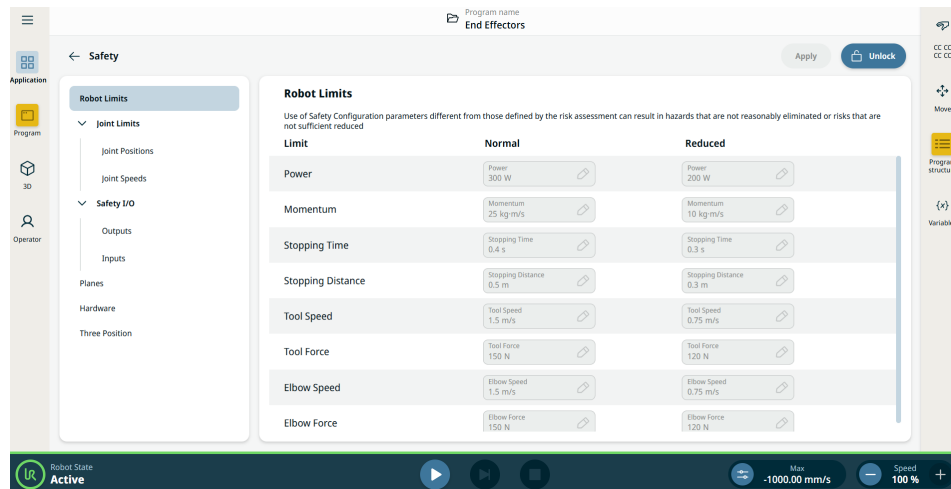 Program name
End Effectors
Application
Program
3D
Operator
Safety
Apply
Unlock
Robot Limits
Joint Limits
Joint Positions
Joint Speeds
Safety I/O
Outputs
Inputs
Planes
Hardware
Three Position
Robot Limits
Use of Safety Configuration parameters different from those defined by the risk assessment can result in hazards that are not reasonably eliminated or risks that are
not sufficient reduced
Limit Normal Reduced
Power Power 300 W Power 200 W
Momentum Momentum 25 kg·m/s Momentum 10 kg·m/s
Stopping Time Stopping Time 0.4 s Stopping Time 0.3 s
Stopping Distance Stopping Distance 0.5 m Stopping Distance 0.3 m
Tool Speed Tool Speed 1.5 m/s Tool Speed 0.75 m/s
Tool Force Tool Force 150 N Tool Force 120 N
Elbow Speed Elbow Speed 1.5 m/s Elbow Speed 0.75 m/s
Elbow Force Elbow Force 150 N Elbow Force 120 N
CC CC
CC CC
Move
Program
structu
{x}
Variabl
Robot State
Active
Max
-1000.00 mm/s
Speed
100 %